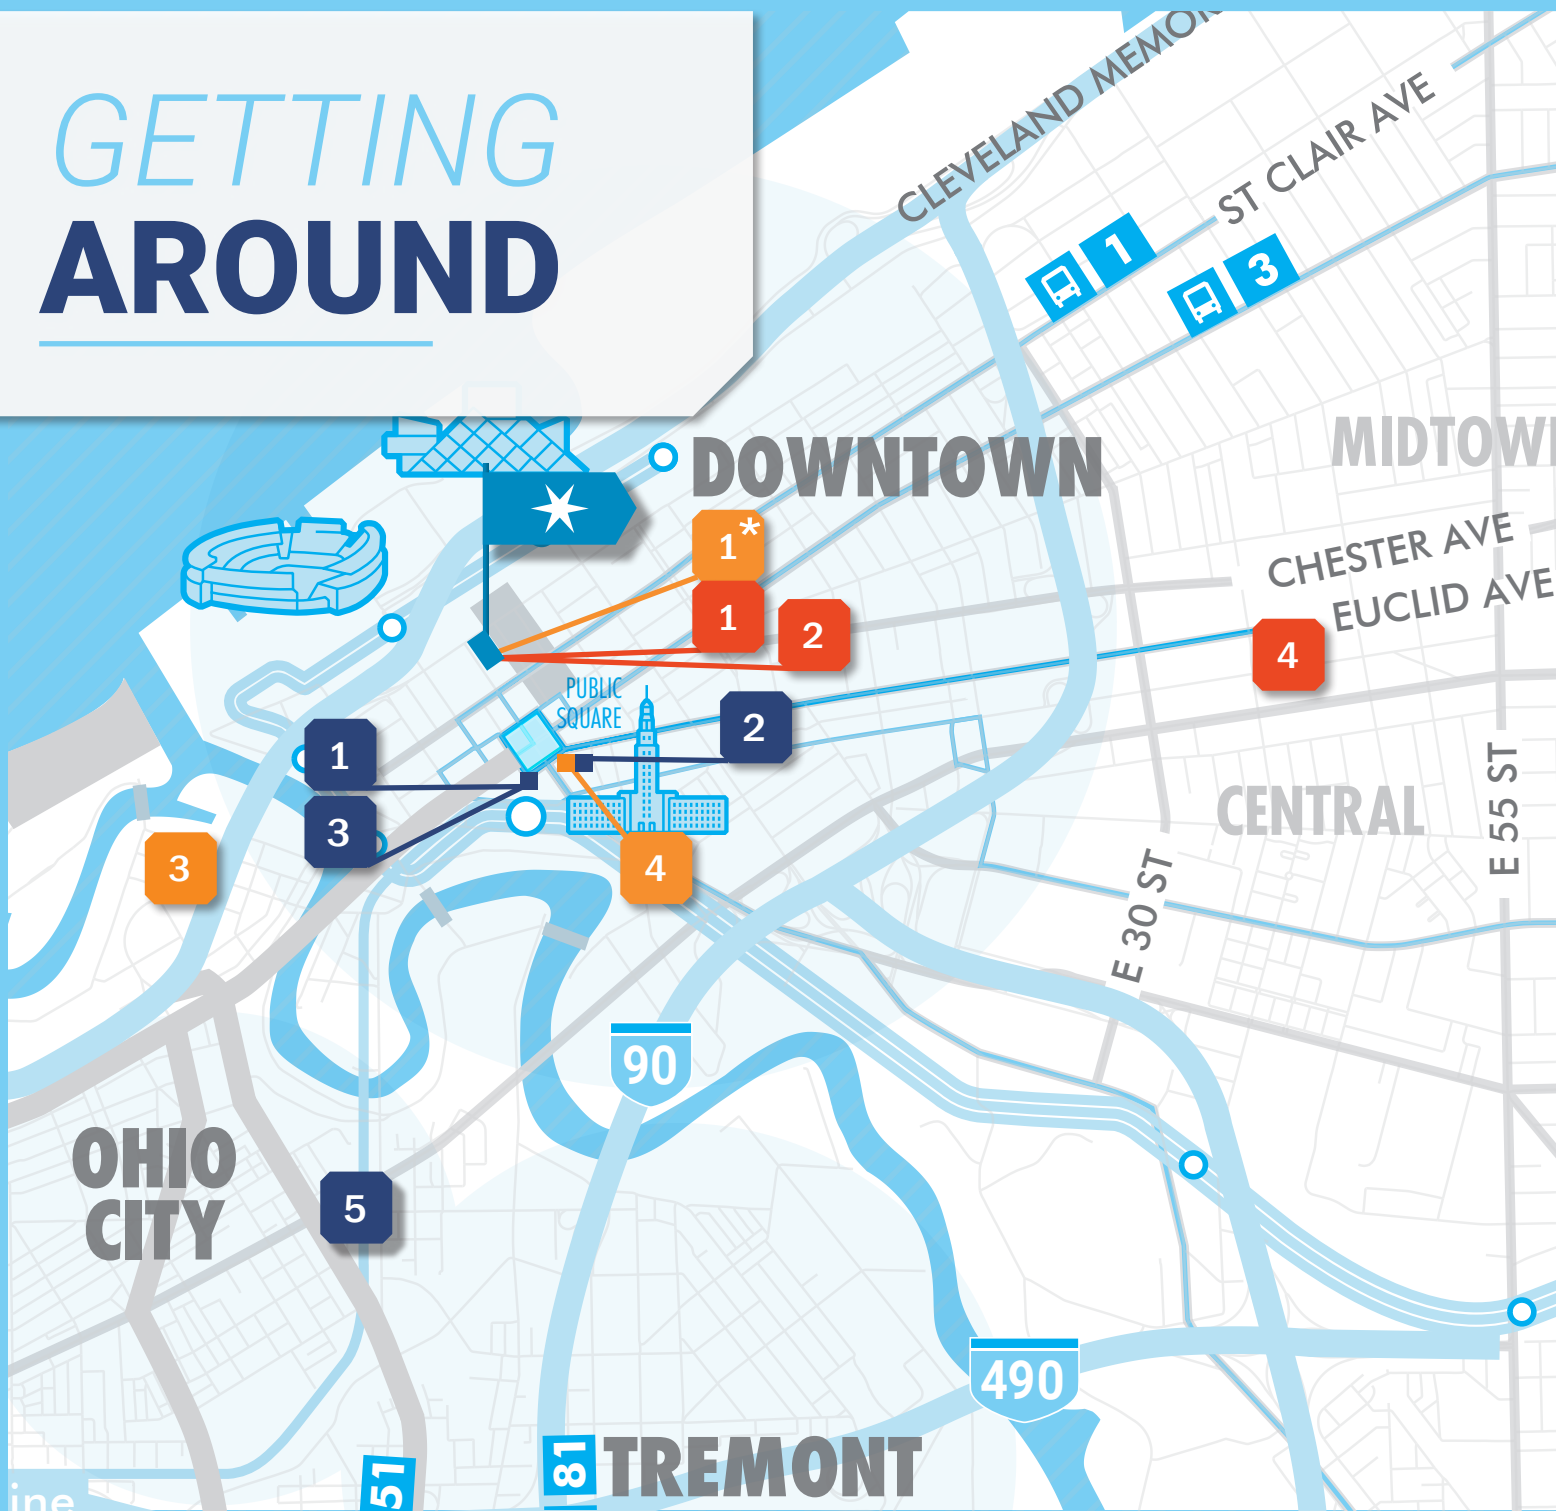 GETTING
AROUND
CLEVELAND MEMOR
ST CLAIR AVE
1
3
DOWNTOWN
MIDTOW
1*
1
2
CHESTER AVE
EUCLID AVE
4
PUBLIC
SQUARE
2
1
3
3
4
CENTRAL
E 55 ST
E 30 ST
90
OHIO
CITY
5
490
TREMONT
81
51
ine